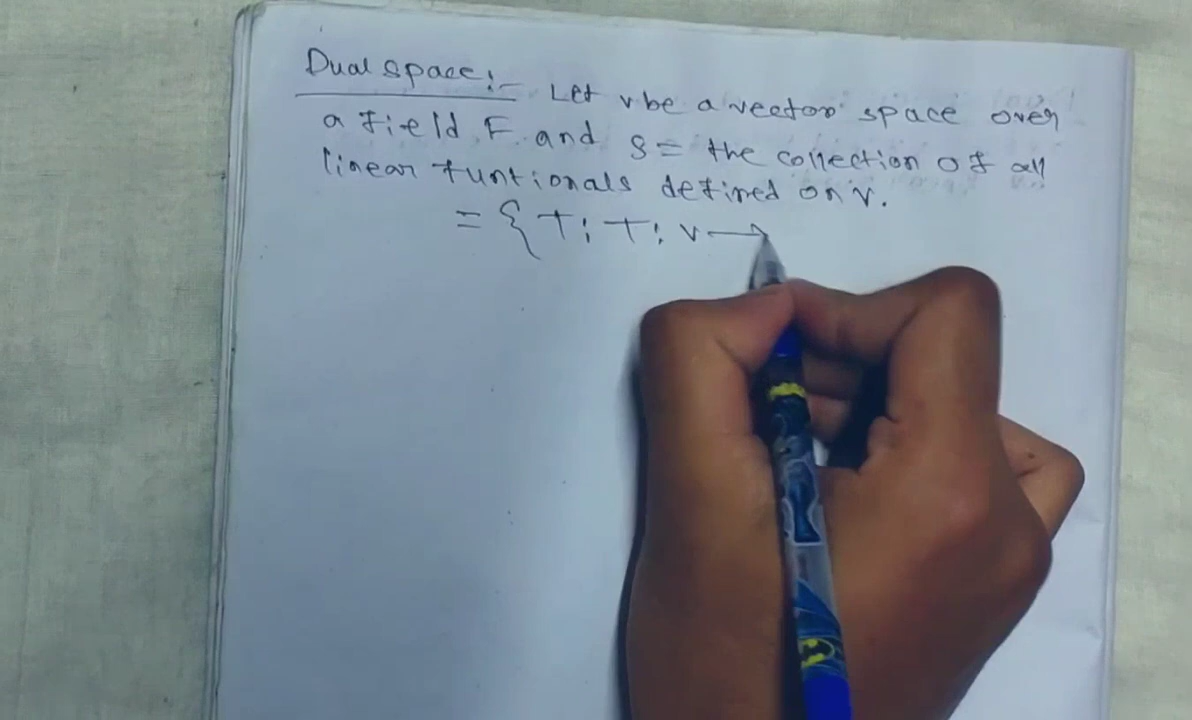 Dual space:- Let v be a vector space over
a field F and S = the collection of all
linear funtionals defined on v.
= { T: T: v →